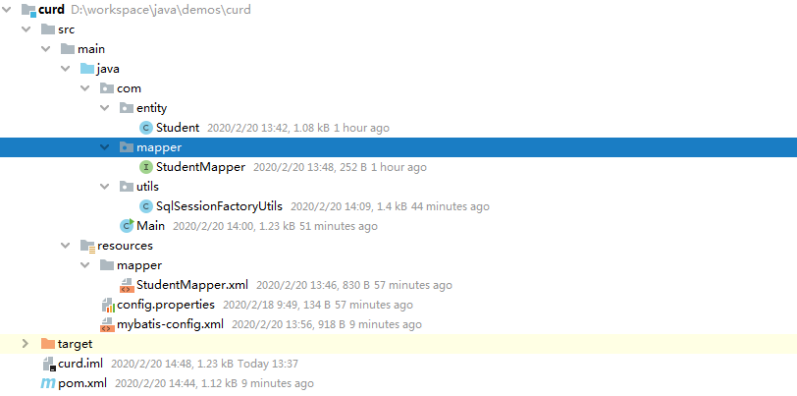 curd D:\workspace\java\demos\curd
src
main
java
com
entity
C Student 2020/2/20 13:42, 1.08 kB 1 hour ago
mapper
I StudentMapper 2020/2/20 13:48, 252 B 1 hour ago
utils
C SqlSessionFactoryUtils 2020/2/20 14:09, 1.4 kB 44 minutes ago
C Main 2020/2/20 14:00, 1.23 kB 51 minutes ago
resources
mapper
StudentMapper.xml 2020/2/20 13:46, 830 B 57 minutes ago
config.properties 2020/2/18 9:49, 134 B 57 minutes ago
mybatis-config.xml 2020/2/20 13:56, 918 B 9 minutes ago
target
curd.iml 2020/2/20 14:48, 1.23 kB Today 13:37
m pom.xml 2020/2/20 14:44, 1.12 kB 9 minutes ago